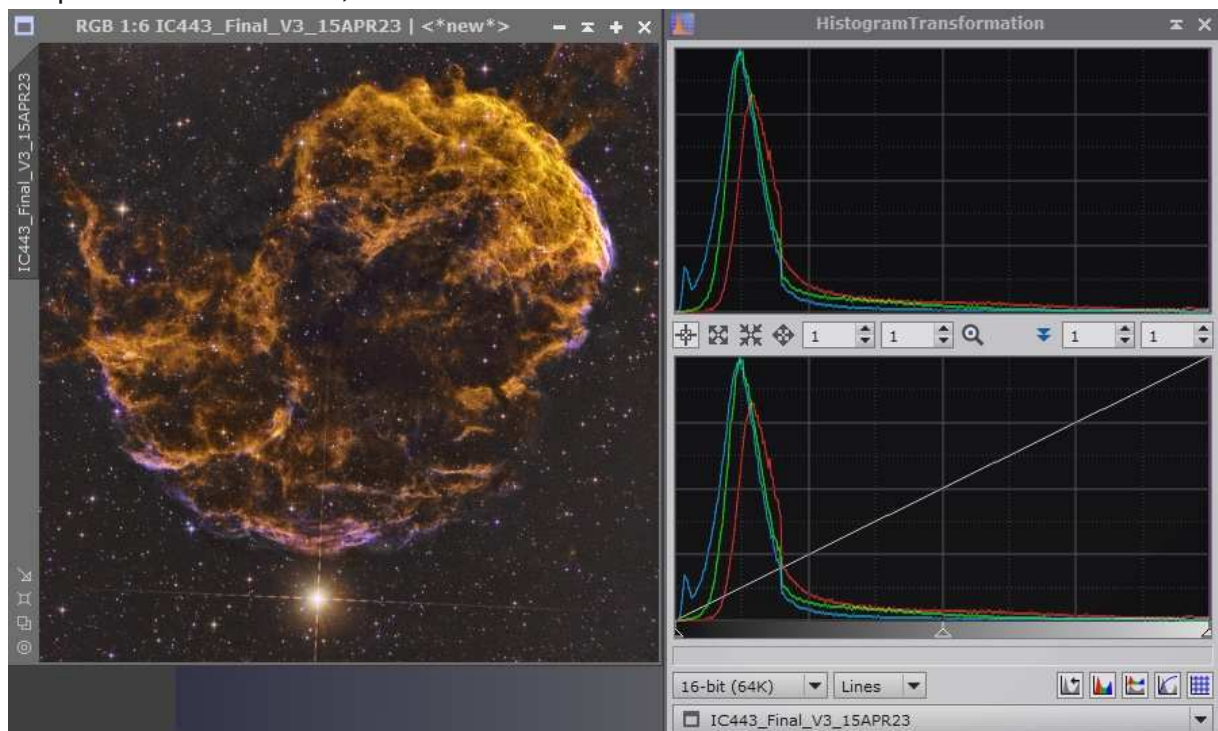 RGB 1:6 IC443_Final_V3_15APR23 | <*new*>
IC443_Final_V3_15APR23
HistogramTransformation
1
1
1
1
16-bit (64K)
Lines
IC443_Final_V3_15APR23